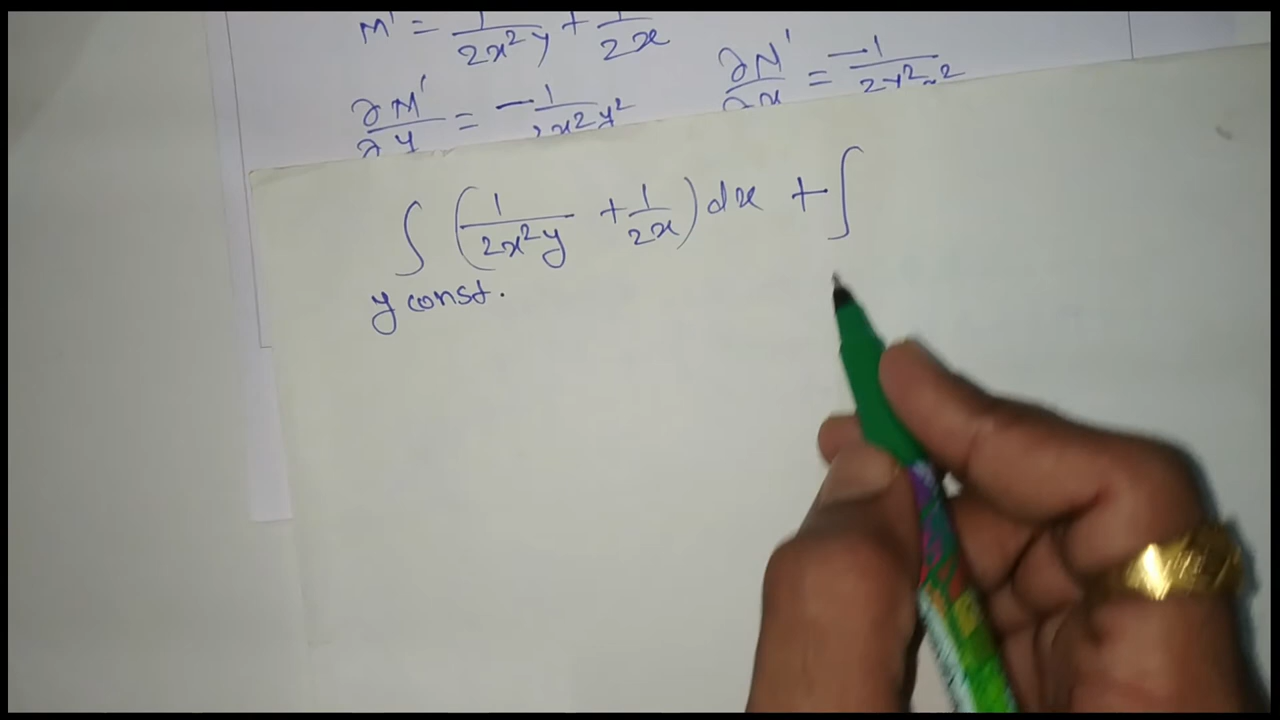 M' = 1/2x²y + 1/2x
∂M'/∂y = -1/2x²y² ∂N'/∂x = -1/2y²x²
∫ (1/2x²y + 1/2x) dx + ∫
y const.